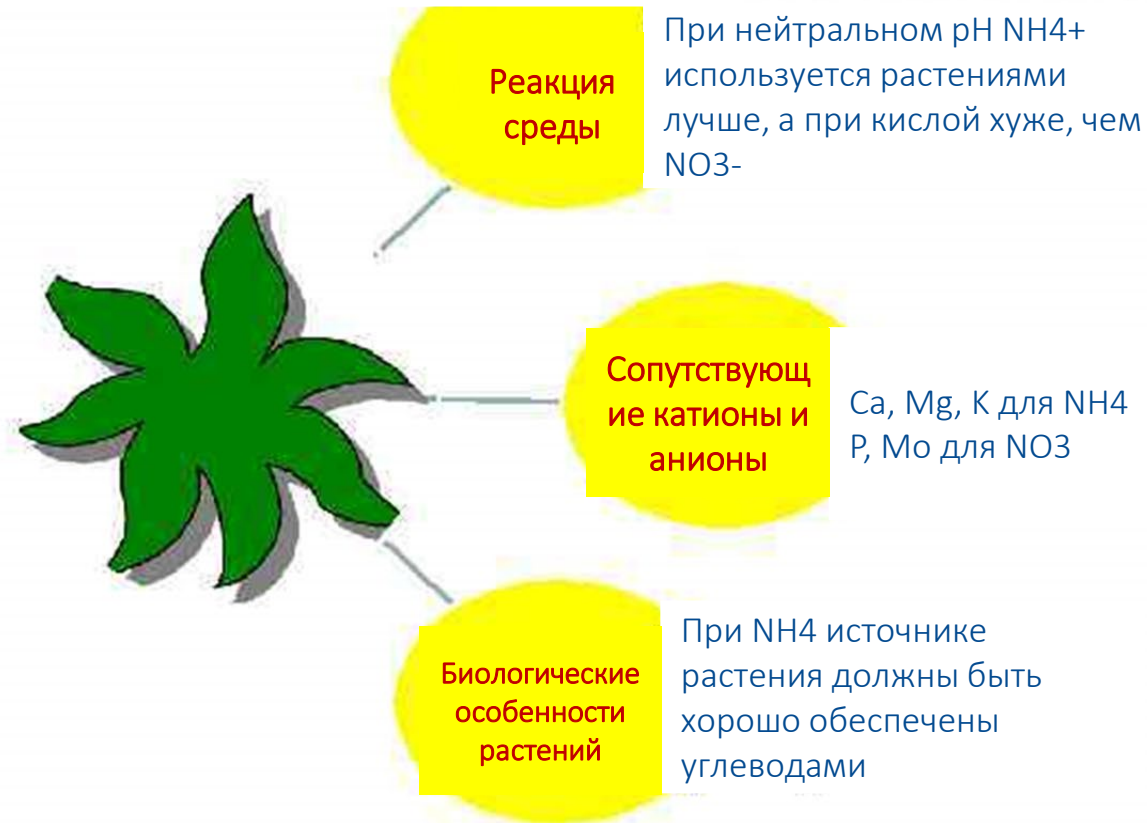 Реакция
среды
При нейтральном pH NH4+
используется растениями
лучше, а при кислой хуже, чем
NO3-
Сопутствующ
ие катионы и
анионы
Ca, Mg, K для NH4
P, Mo для NO3
Биологические
особенности
растений
При NH4 источнике
растения должны быть
хорошо обеспечены
углеводами